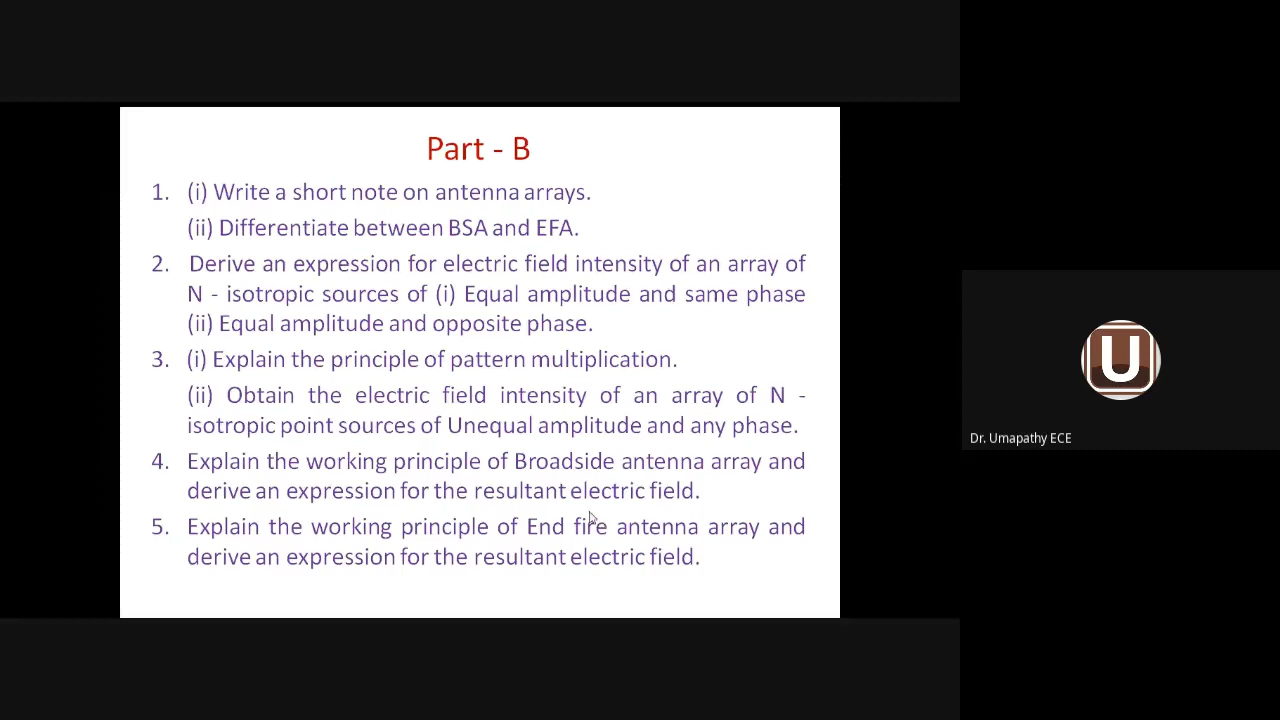 Part - B
1. (i) Write a short note on antenna arrays.
(ii) Differentiate between BSA and EFA.
2. Derive an expression for electric field intensity of an array of
N - isotropic sources of (i) Equal amplitude and same phase
(ii) Equal amplitude and opposite phase.
3. (i) Explain the principle of pattern multiplication.
(ii) Obtain the electric field intensity of an array of N -
isotropic point sources of Unequal amplitude and any phase.
4. Explain the working principle of Broadside antenna array and
derive an expression for the resultant electric field.
5. Explain the working principle of End fire antenna array and
derive an expression for the resultant electric field.
U
Dr. Umapathy ECE